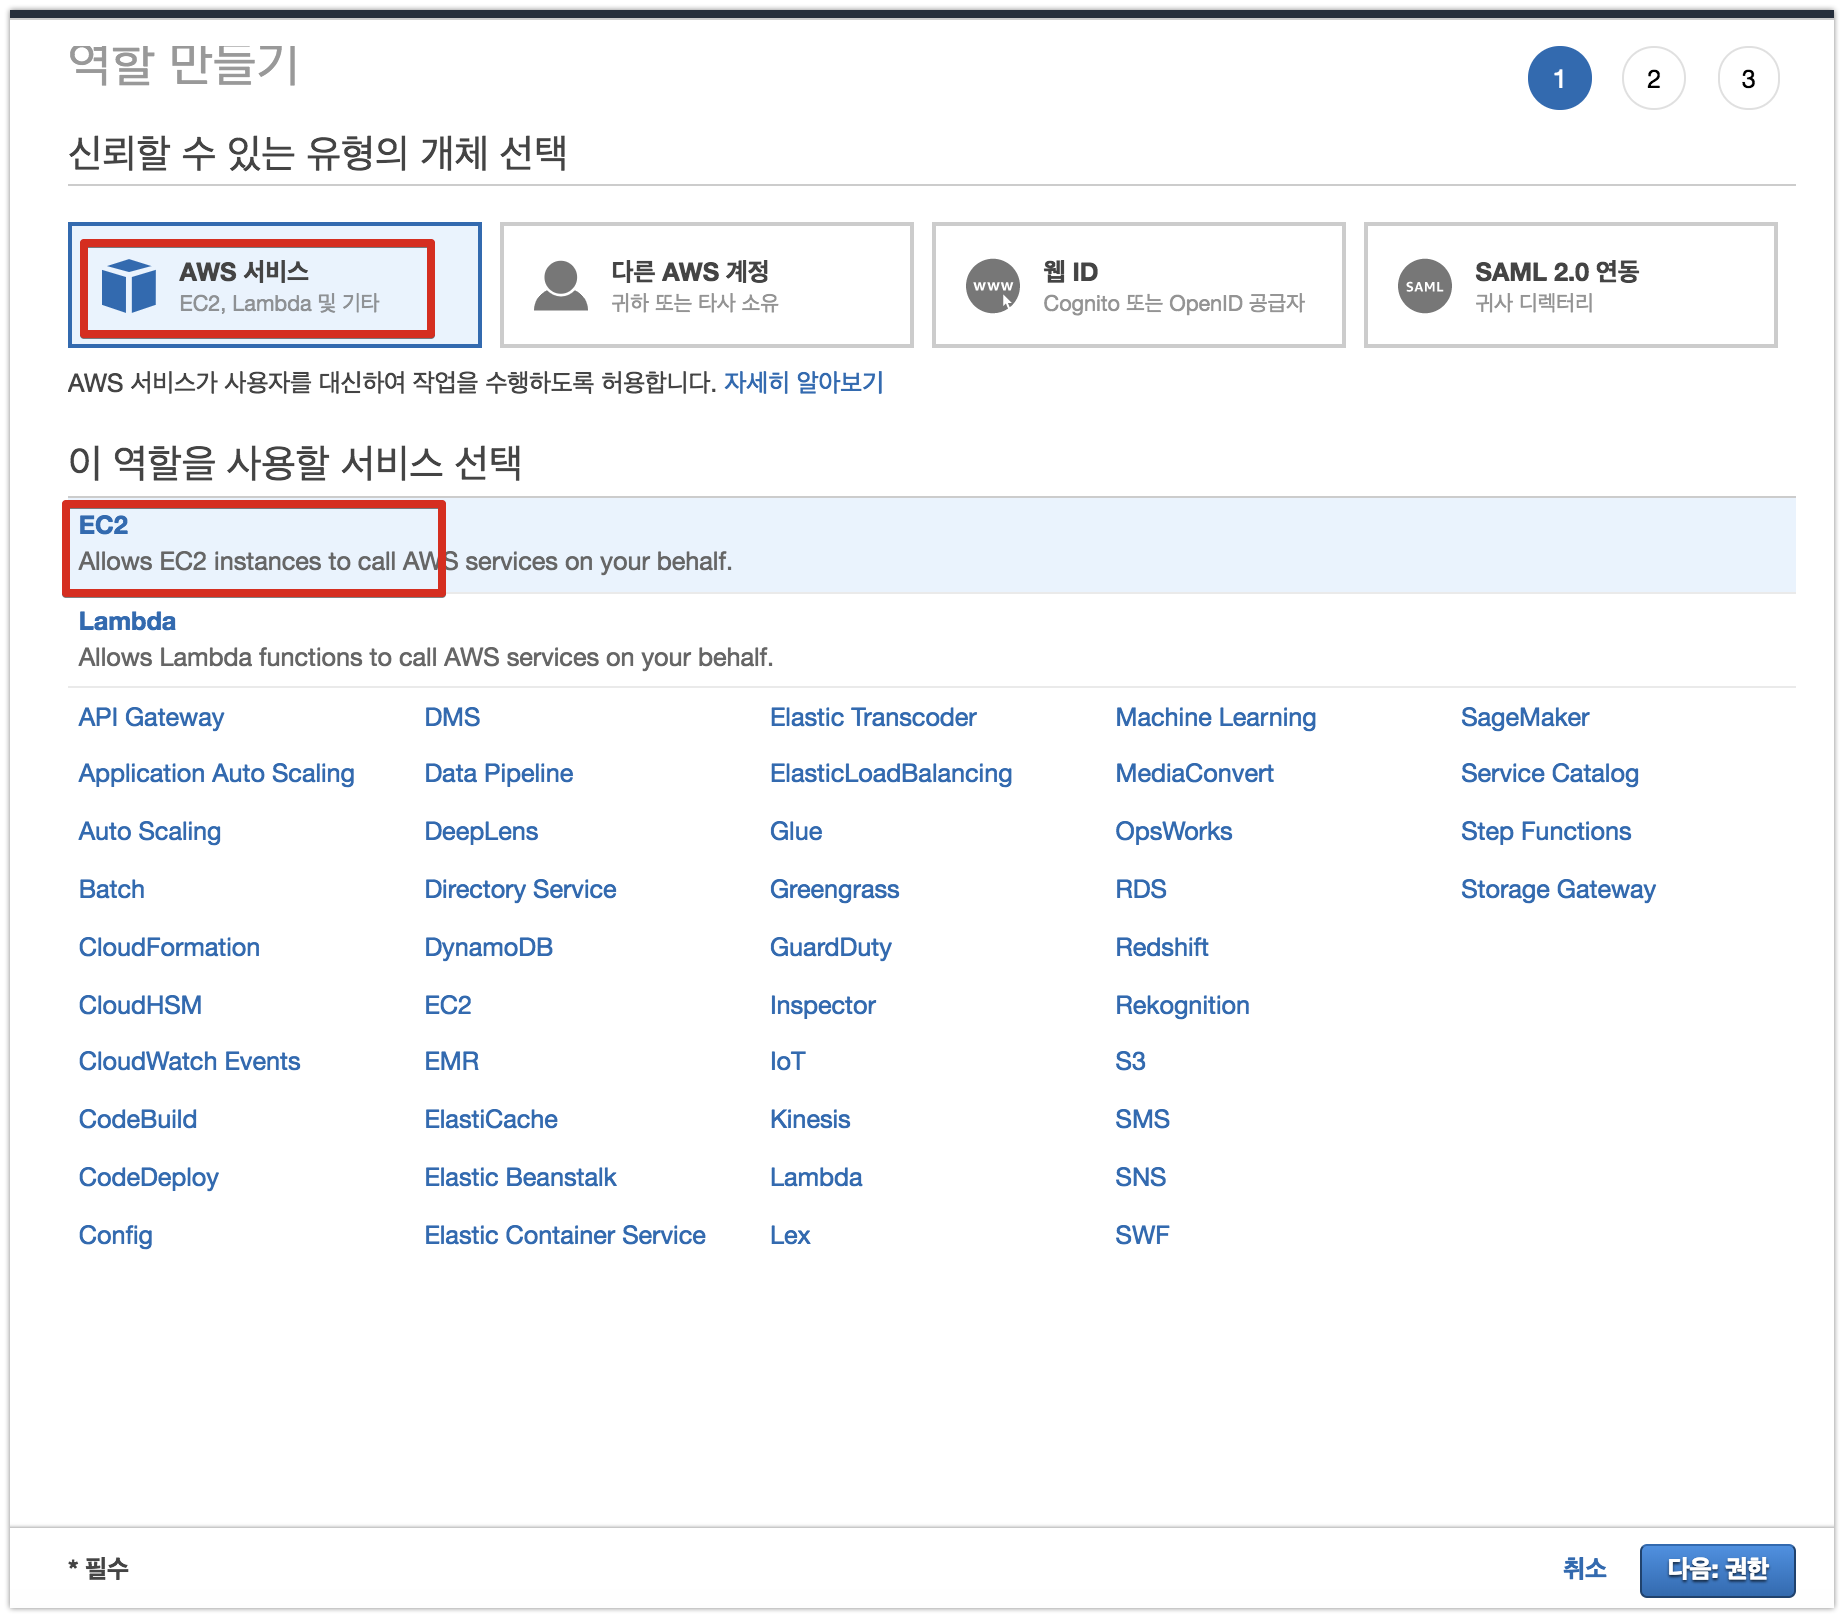 역할 만들기
1 2 3
신뢰할 수 있는 유형의 개체 선택
AWS 서비스
EC2, Lambda 및 기타
다른 AWS 계정
귀하 또는 타사 소유
www
웹 ID
Cognito 또는 OpenID 공급자
SAML
SAML 2.0 연동
귀사 디렉터리
AWS 서비스가 사용자를 대신하여 작업을 수행하도록 허용합니다. 자세히 알아보기
이 역할을 사용할 서비스 선택
EC2
Allows EC2 instances to call AWS services on your behalf.
Lambda
Allows Lambda functions to call AWS services on your behalf.
API Gateway DMS Elastic Transcoder Machine Learning SageMaker
Application Auto Scaling Data Pipeline ElasticLoadBalancing MediaConvert Service Catalog
Auto Scaling DeepLens Glue OpsWorks Step Functions
Batch Directory Service Greengrass RDS Storage Gateway
CloudFormation DynamoDB GuardDuty Redshift
CloudHSM EC2 Inspector Rekognition
CloudWatch Events EMR IoT S3
CodeBuild ElastiCache Kinesis SMS
CodeDeploy Elastic Beanstalk Lambda SNS
Config Elastic Container Service Lex SWF
* 필수 취소 다음: 권한